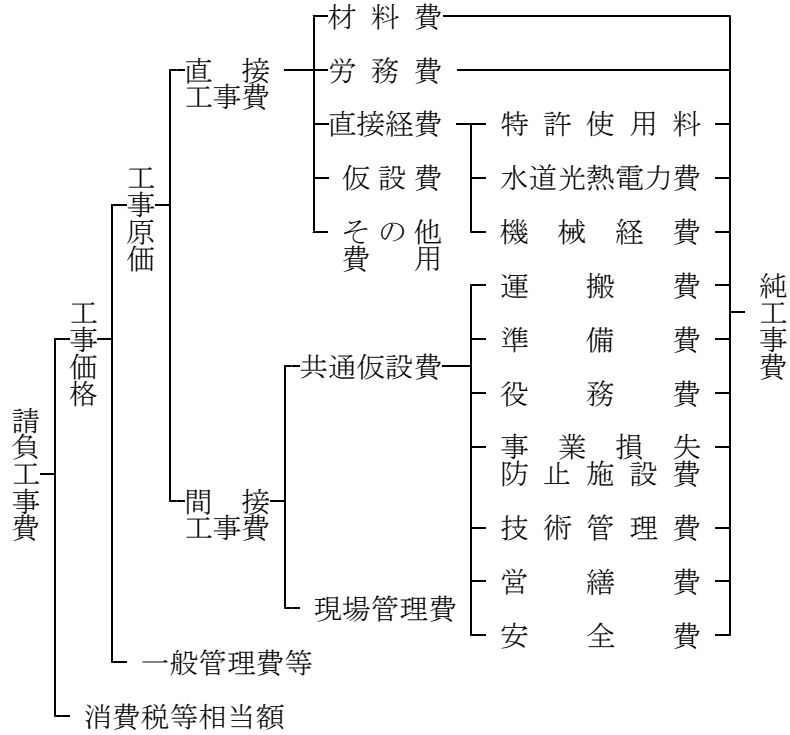 材料費
直接
工事費
労務費
直接経費
特許使用料
仮設費
水道光熱電力費
その他
費用
機械経費
工事原価
運搬費
純工事費
準備費
工事価格
共通仮設費
役務費
事業損失
防止施設費
請負工事費
間接
工事費
技術管理費
営繕費
現場管理費
安全費
一般管理費等
消費税等相当額